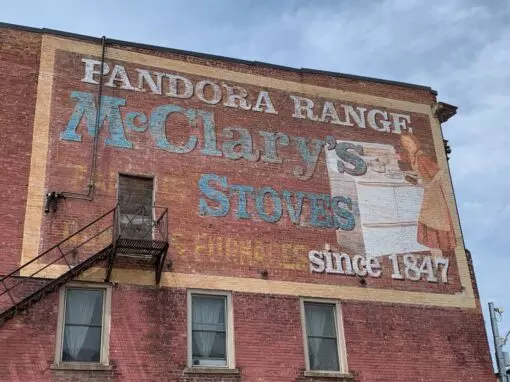 PANDORA RANGE
McClary's
STOVES
FURNACES
since 1847